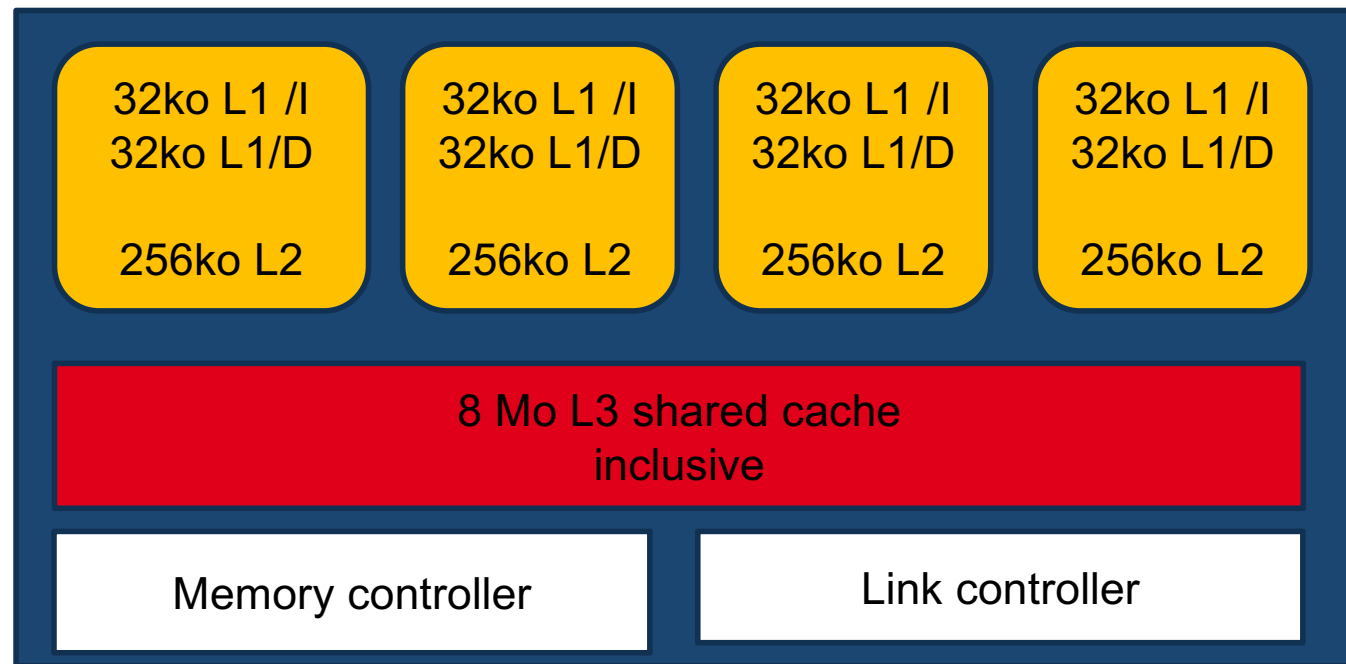 32ko L1 /I
32ko L1/D
256ko L2
32ko L1 /I
32ko L1/D
256ko L2
32ko L1 /I
32ko L1/D
256ko L2
32ko L1 /I
32ko L1/D
256ko L2
8 Mo L3 shared cache
inclusive
Memory controller
Link controller